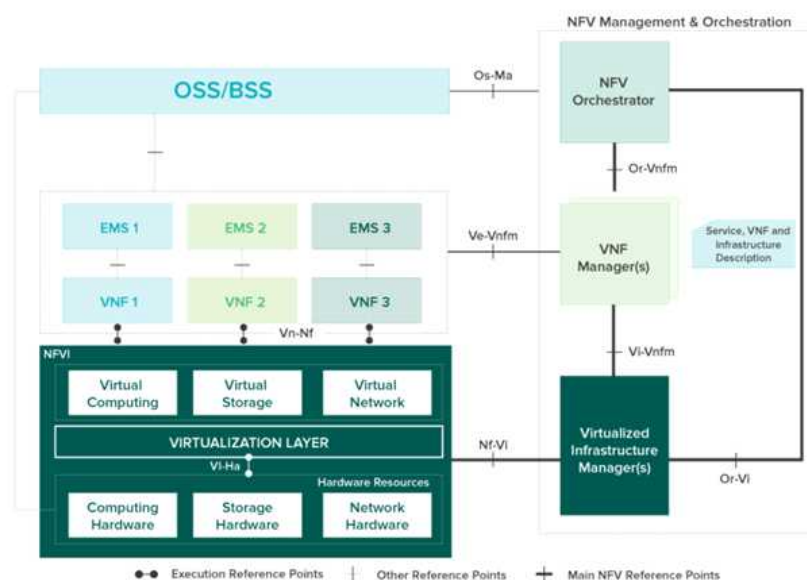 NFV Management & Orchestration
OSS/BSS
Os-Ma
NFV
Orchestrator
Or-Vnfm
EMS 1
EMS 2
EMS 3
Ve-Vnfm
VNF
Manager(s)
Service, VNF and
Infrastructure
Description
VNF 1
VNF 2
VNF 3
Vn-Nf
NFVI
Vi-Vnfm
Virtual
Computing
Virtual
Storage
Virtual
Network
VIRTUALIZATION LAYER
Vi-Ha
Nf-Vi
Virtualized
Infrastructure
Manager(s)
Or-Vi
Hardware Resources
Computing
Hardware
Storage
Hardware
Network
Hardware
Execution Reference Points
Other Reference Points
Main NFV Reference Points